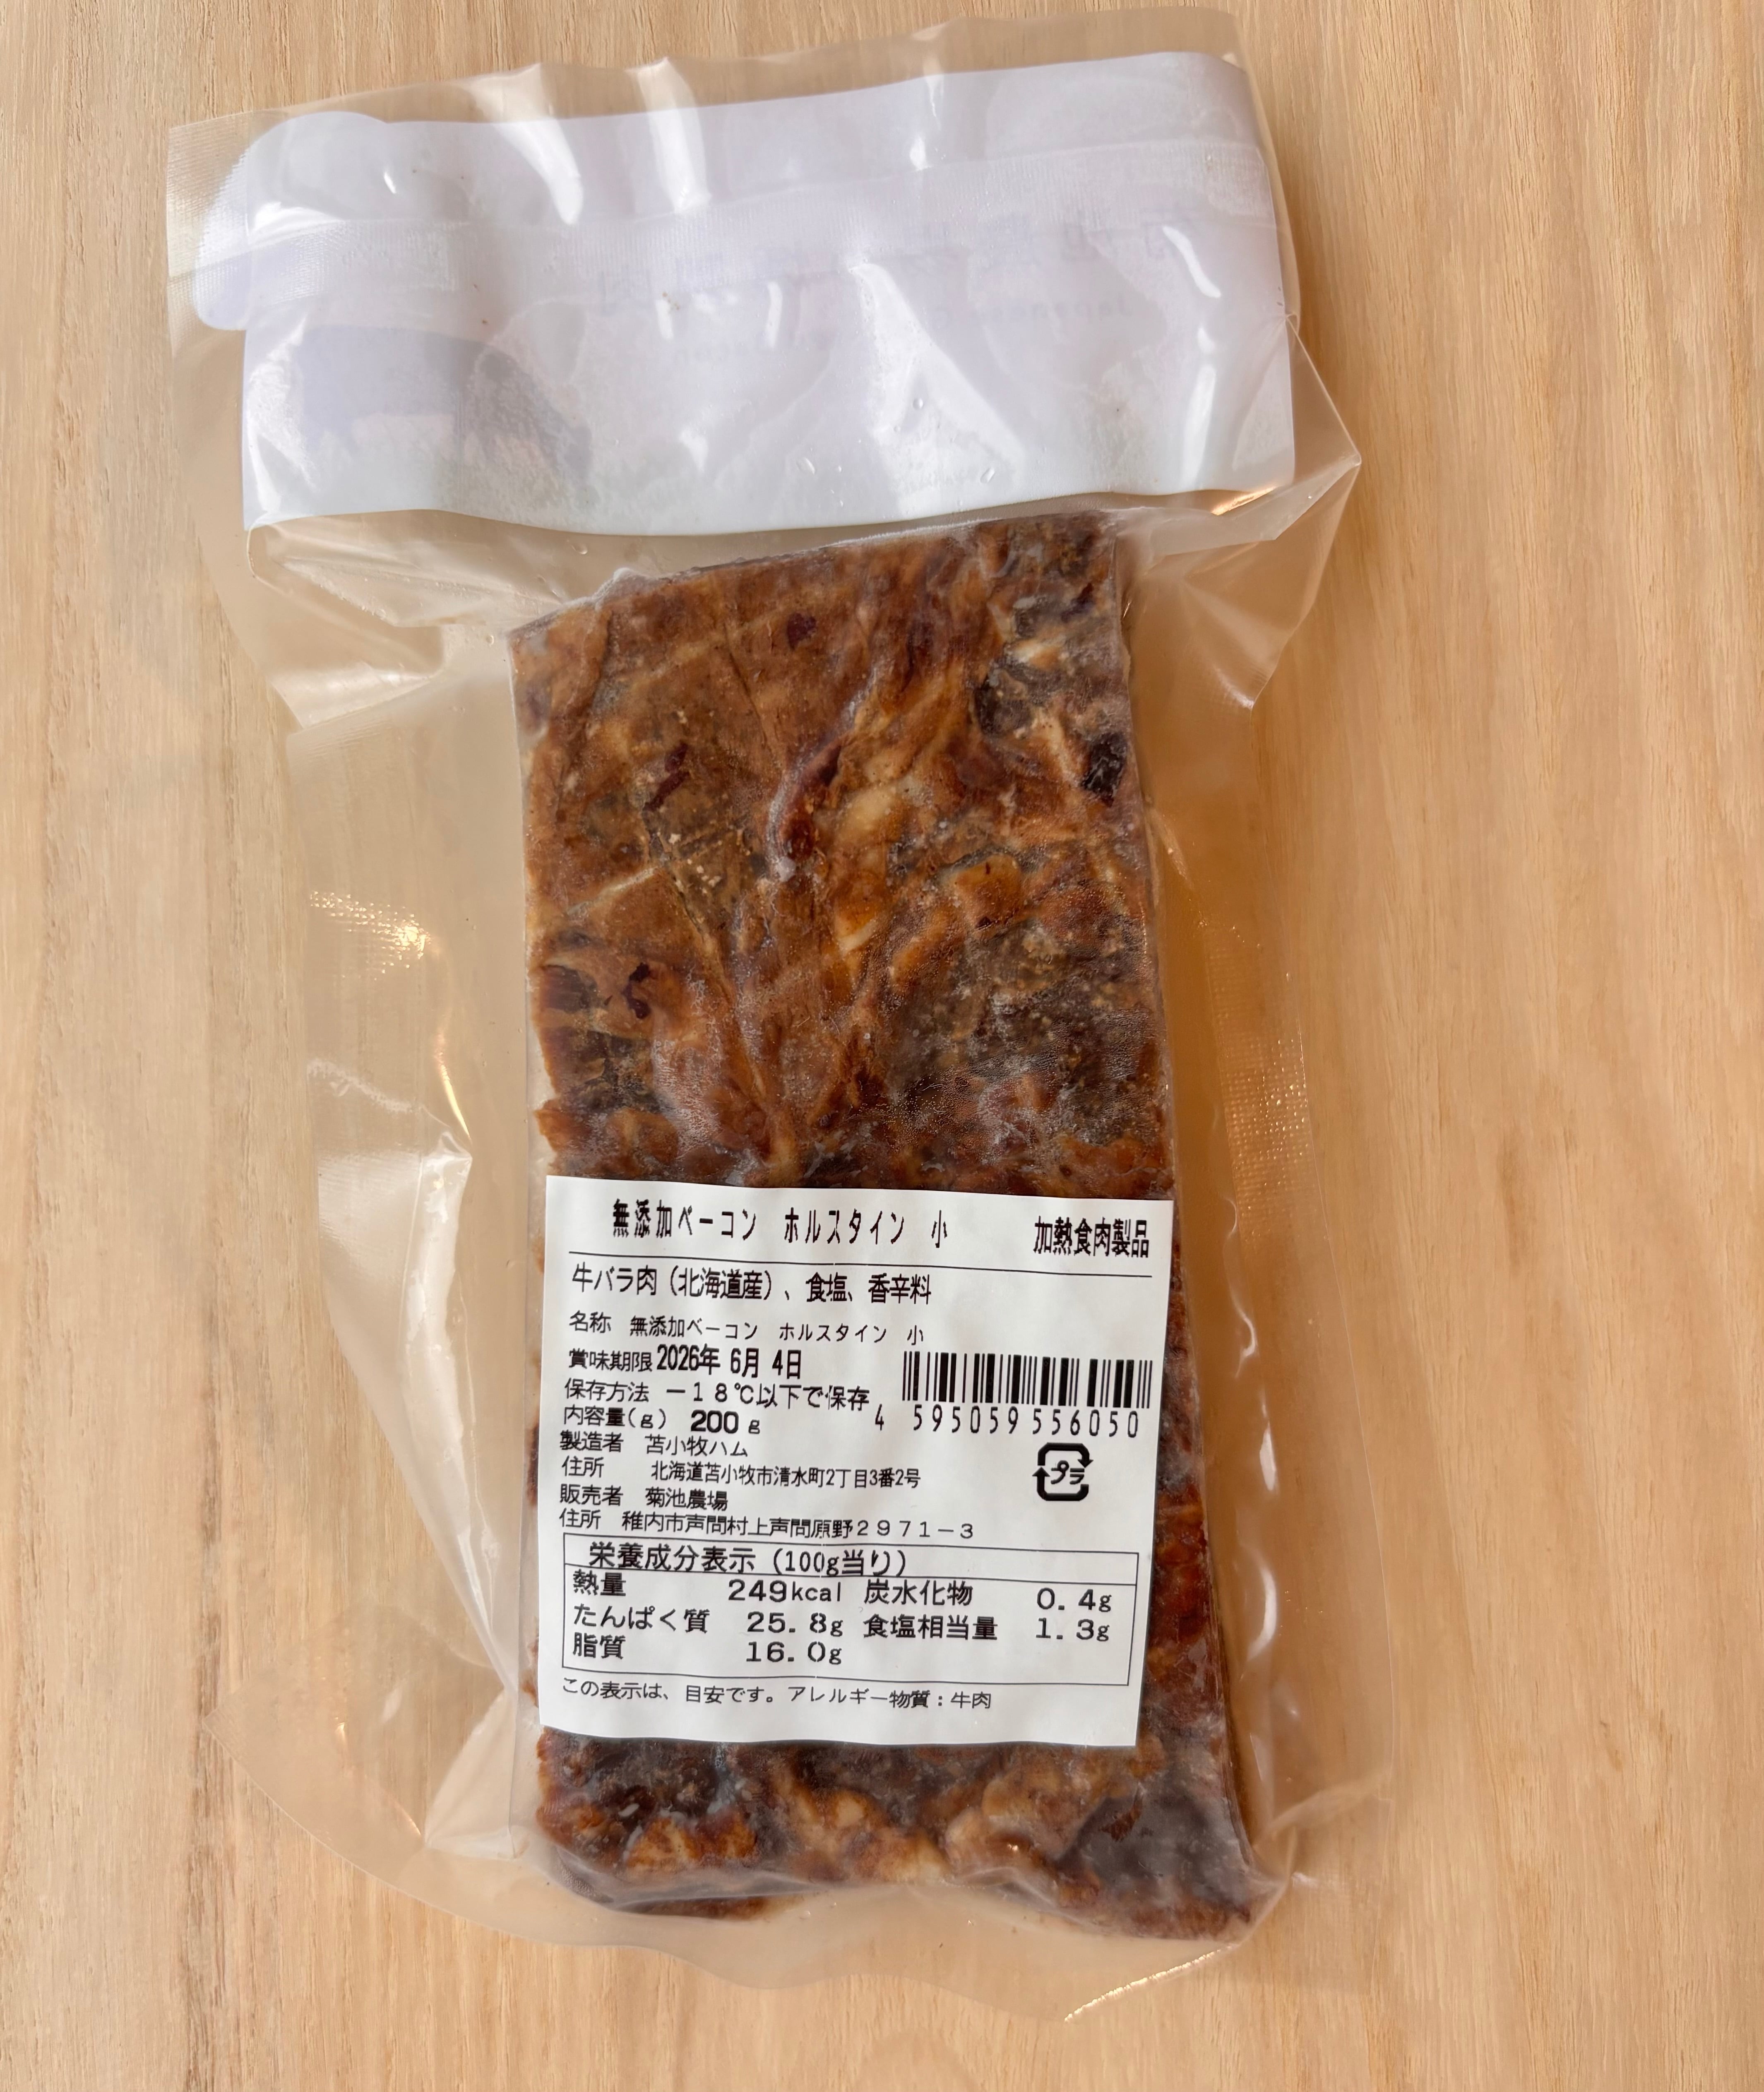 無添加ベーコン ホルスタイン 小 加熱食肉製品
牛バラ肉（北海道産）、食塩、香辛料
名称 無添加ベーコン ホルスタイン 小
賞味期限 2026年 6月 4日
保存方法 －１８℃以下で保存
4 595059 556050
内容量(g) 200g
製造者 苫小牧ハム
住所 北海道苫小牧市清水町2丁目3番2号
プラ
販売者 菊池農場
住所 稚内市声問村上声問原野２９７１－３
栄養成分表示（100g当り）
熱量 249kcal 炭水化物 0.4g
たんぱく質 25.8g 食塩相当量 1.3g
脂質 16.0g
この表示は、目安です。アレルギー物質：牛肉